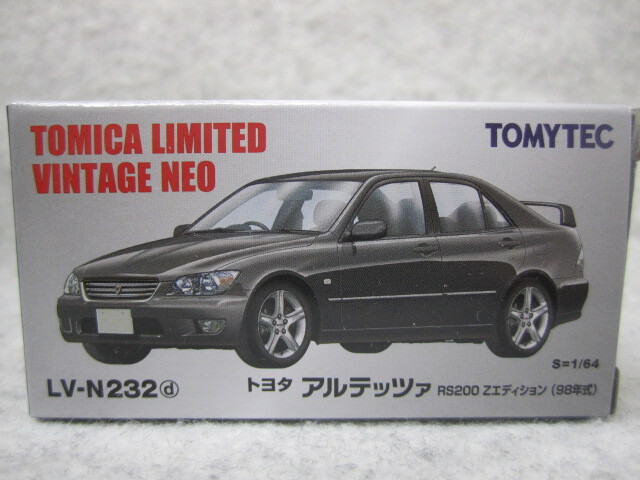 TOMICA LIMITED
VINTAGE NEO
TOMYTEC
S=1/64
LV-N232ⓓ
トヨタ アルテッツァ RS200 Zエディション (98年式)